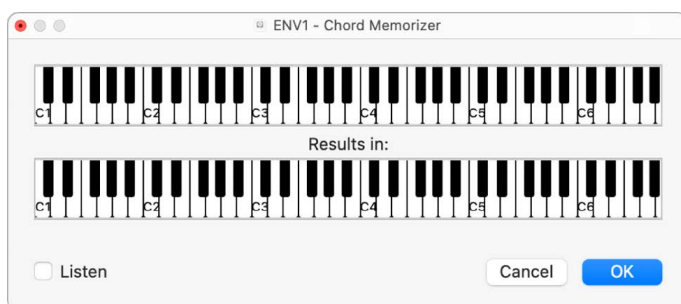 ENV1 - Chord Memorizer
C1 C2 C3 C4 C5 C6
Results in:
C1 C2 C3 C4 C5 C6
Listen Cancel OK